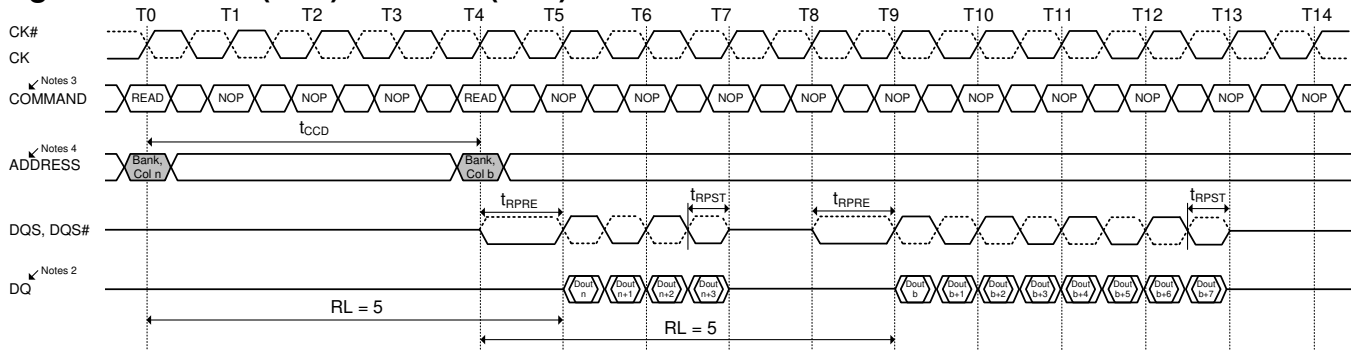 T0 T1 T2 T3 T4 T5 T6 T7 T8 T9 T10 T11 T12 T13 T14
CK#
CK
Notes 3
COMMAND READ NOP NOP NOP READ NOP NOP NOP NOP NOP NOP NOP NOP NOP NOP
tCCD
Notes 4
ADDRESS
Bank, Col n
Bank, Col b
tRPRE tRPST tRPRE tRPST
DQS, DQS#
Notes 2
DQ
Dout n
Dout n+1
Dout n+2
Dout n+3
Dout b
Dout b+1
Dout b+2
Dout b+3
Dout b+4
Dout b+5
Dout b+6
Dout b+7
RL = 5
RL = 5